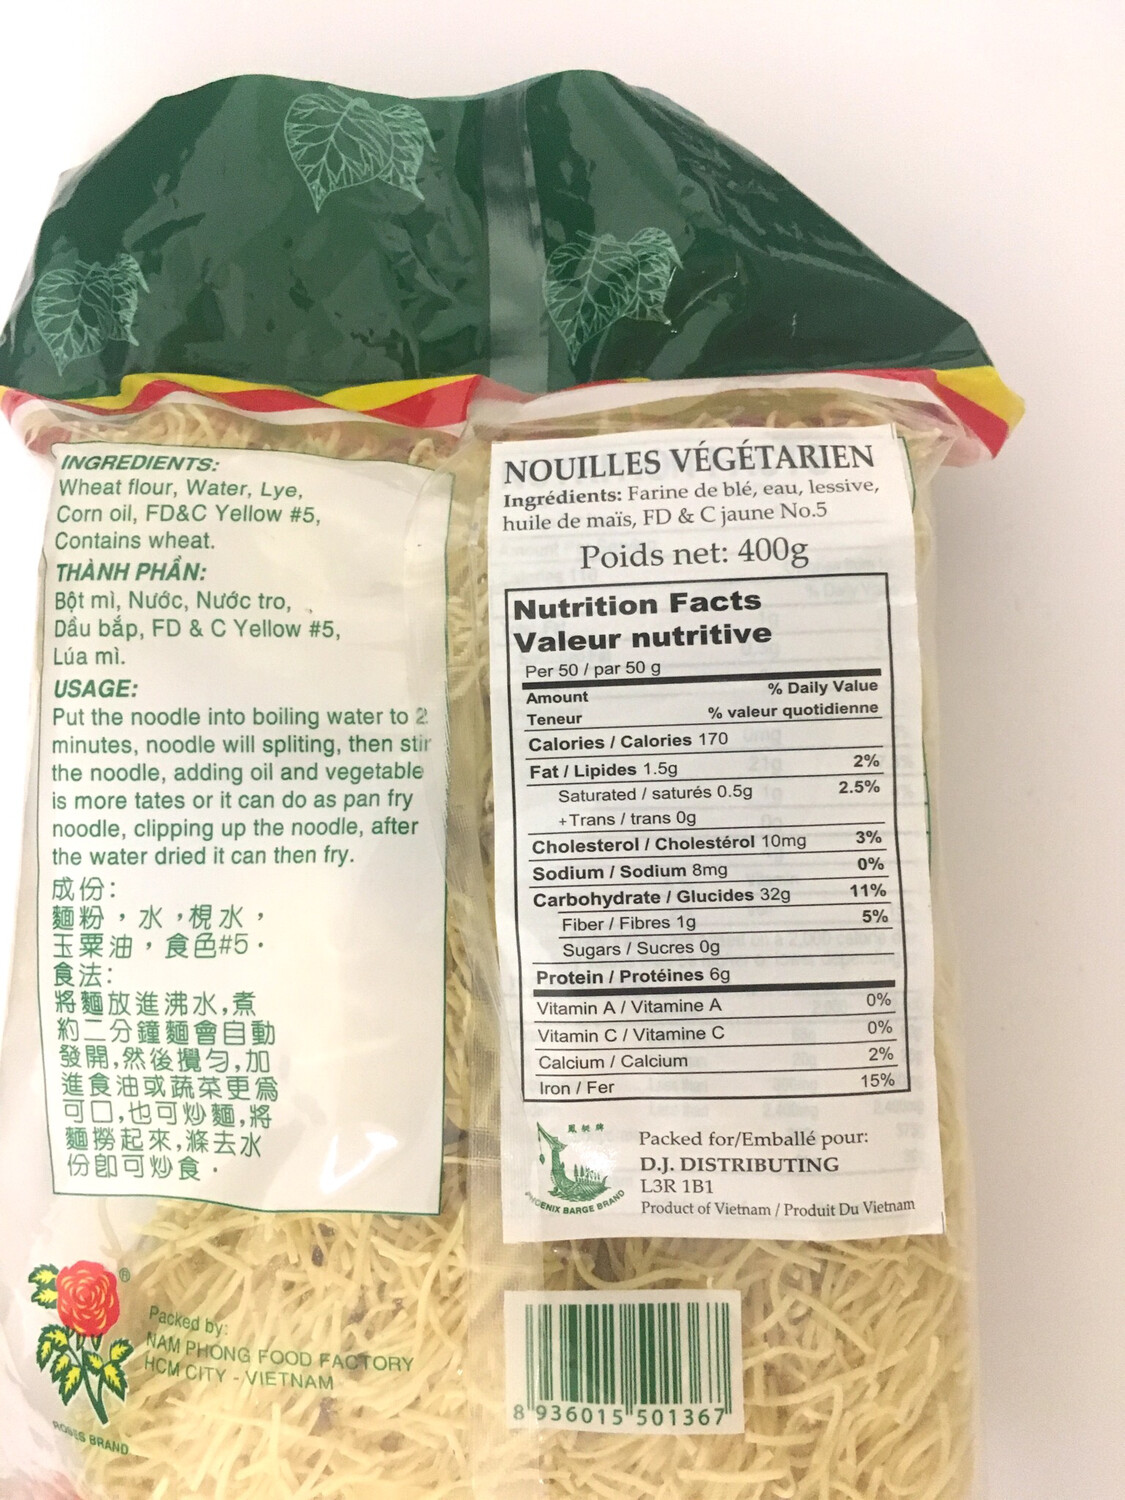 INGREDIENTS:
Wheat flour, Water, Lye,
Corn oil, FD&C Yellow #5,
Contains wheat.
THÀNH PHẦN:
Bột mì, Nước, Nước tro,
Dầu bắp, FD & C Yellow #5,
Lúa mì.
USAGE:
Put the noodle into boiling water to 2
minutes, noodle will spliting, then stir
the noodle, adding oil and vegetable
is more tates or it can do as pan fry
noodle, clipping up the noodle, after
the water dried it can then fry.
成份：
麵粉，水，梘水，
玉粟油，食色#5．
食法：
將麵放進沸水,煮
約二分鐘麵會自動
發開,然後攪勻,加
進食油或蔬菜更為
可口,也可炒麵,將
麵撈起來,滌去水
份卽可炒食．
ROSES BRAND
®
Packed by:
NAM PHONG FOOD FACTORY
HCM CITY - VIETNAM
NOUILLES VÉGÉTARIEN
Ingrédients: Farine de blé, eau, lessive,
huile de maïs, FD & C jaune No.5
Poids net: 400g
Nutrition Facts
Valeur nutritive
Per 50 / par 50 g
Amount % Daily Value
Teneur % valeur quotidienne
Calories / Calories 170
Fat / Lipides 1.5g 2%
Saturated / saturés 0.5g 2.5%
+Trans / trans 0g
Cholesterol / Cholestérol 10mg 3%
Sodium / Sodium 8mg 0%
Carbohydrate / Glucides 32g 11%
Fiber / Fibres 1g 5%
Sugars / Sucres 0g
Protein / Protéines 6g
Vitamin A / Vitamine A 0%
Vitamin C / Vitamine C 0%
Calcium / Calcium 2%
Iron / Fer 15%
PHOENIX BARGE BRAND
Packed for/Emballé pour:
D.J. DISTRIBUTING
L3R 1B1
Product of Vietnam / Produit Du Vietnam
8 936015 501367